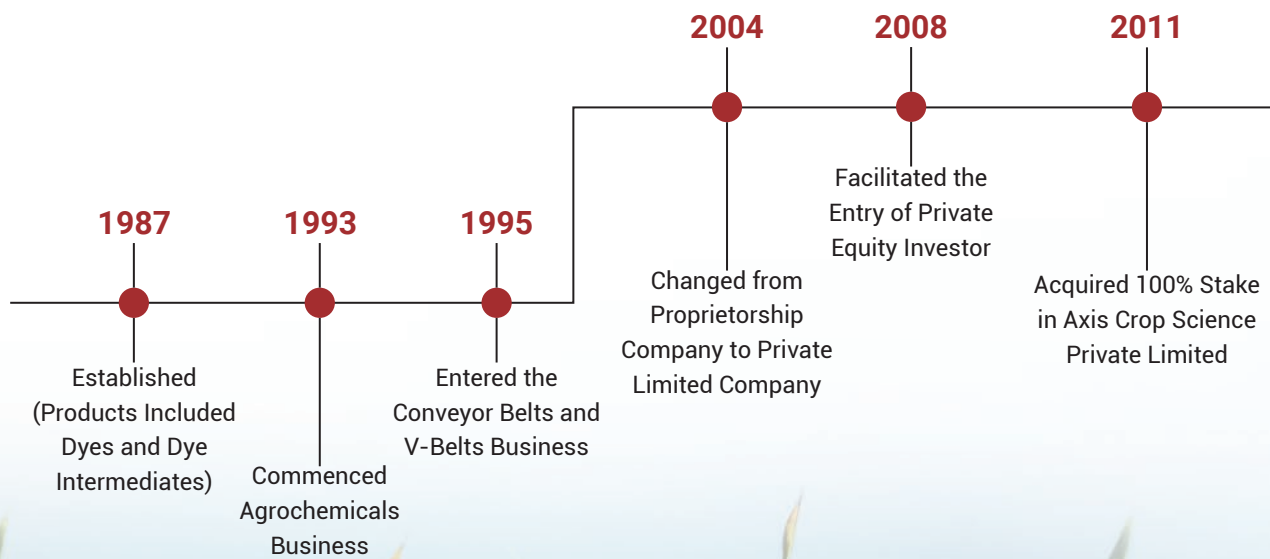 1987
Established
(Products Included
Dyes and Dye
Intermediates)
1993
Commenced
Agrochemicals
Business
1995
Entered the
Conveyor Belts and
V-Belts Business
2004
Changed from
Proprietorship
Company to Private
Limited Company
2008
Facilitated the
Entry of Private
Equity Investor
2011
Acquired 100% Stake
in Axis Crop Science
Private Limited